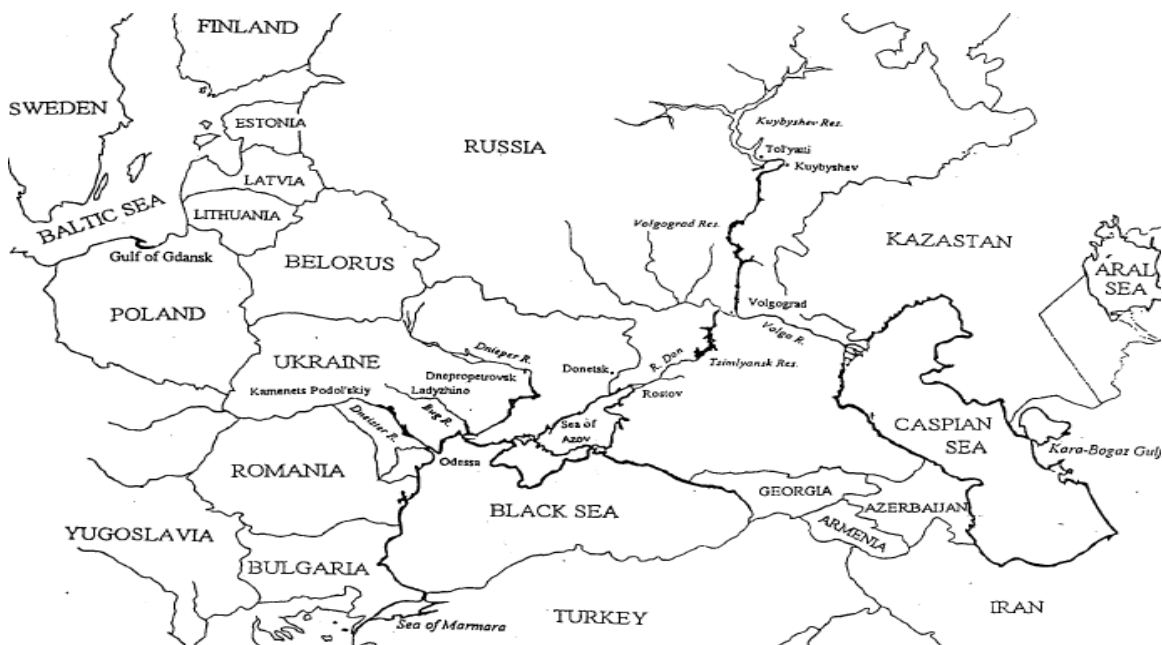 FINLAND
SWEDEN
ESTONIA
RUSSIA
Kuybyshev Res.
Tol'yatti
Kuybyshev
LATVIA
BALTIC SEA
LITHUANIA
Volgograd Res.
KAZASTAN
Gulf of Gdansk
BELORUS
ARAL
SEA
POLAND
Volgograd
Volga R.
UKRAINE
Dnieper R.
Donetsk
R. Don
Tsimlyansk Res.
Dnepropetrovsk
Kamenets Podol'skiy
Ladyzhino
Rostov
Bug R.
Dneister R.
Sea of
Azov
CASPIAN
SEA
Odessa
Kara-Bogaz Gulf
ROMANIA
GEORGIA
AZERBAIJAN
BLACK SEA
ARMENIA
YUGOSLAVIA
BULGARIA
IRAN
TURKEY
Sea of Marmara